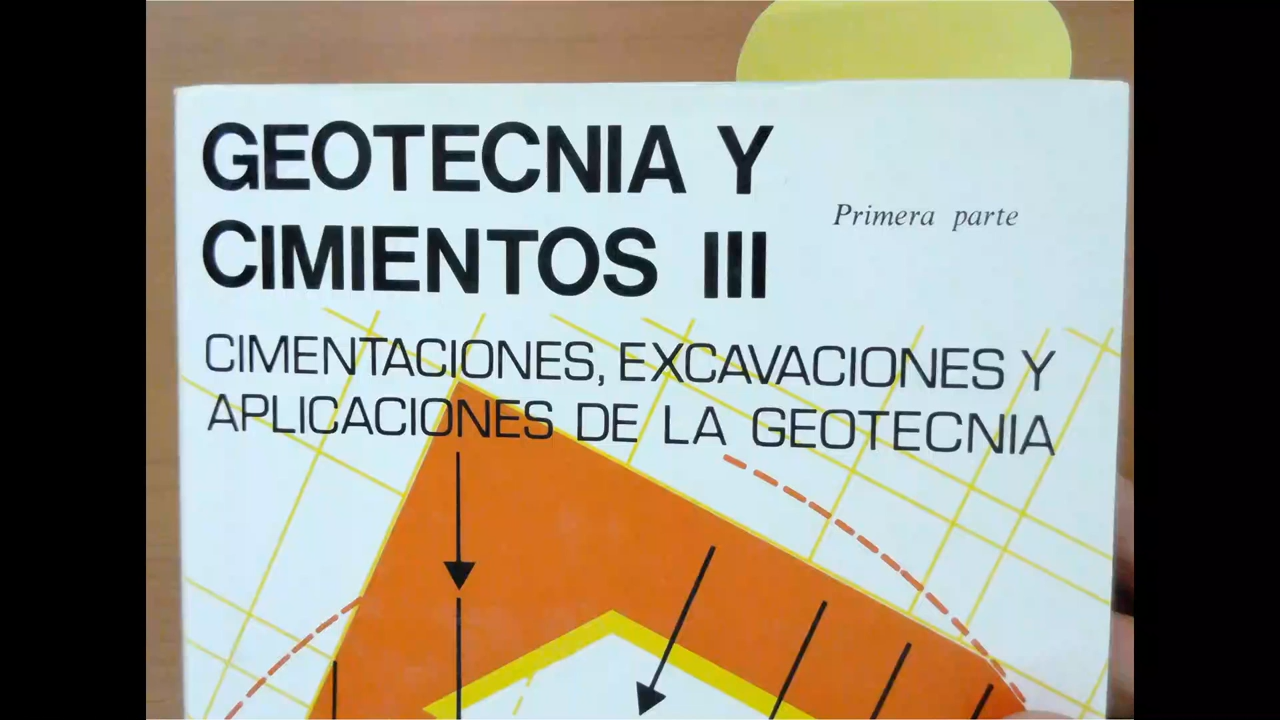 GEOTECNIA Y
CIMIENTOS III
Primera parte
CIMENTACIONES, EXCAVACIONES Y
APLICACIONES DE LA GEOTECNIA